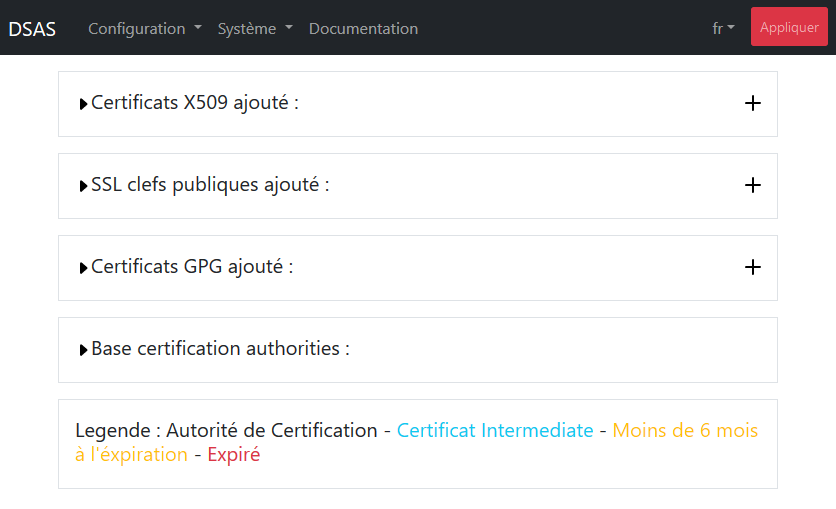 DSAS Configuration Système Documentation fr Appliquer
Certificats X509 ajouté :
SSL clefs publiques ajouté :
Certificats GPG ajouté :
Base certification authorities :
Legende : Autorité de Certification - Certificat Intermediate - Moins de 6 mois
à l'éxpiration - Expiré